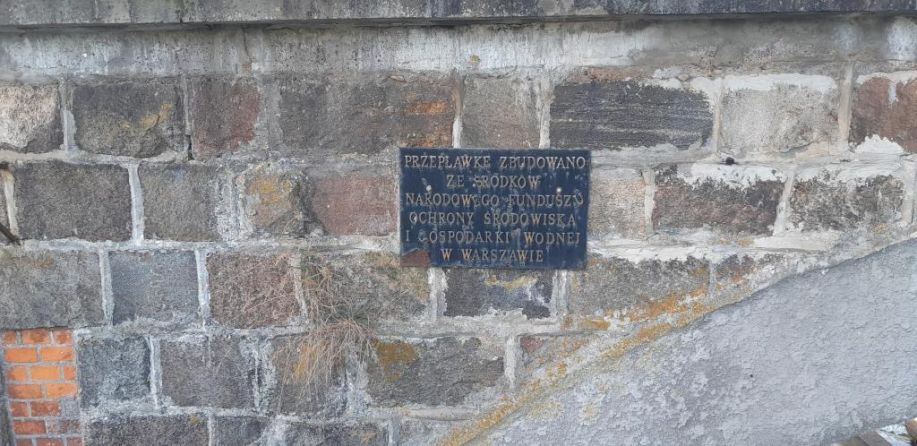 PRZEPŁAWKĘ ZBUDOWANO
ZE ŚRODKÓW
NARODOWEGO FUNDUSZU
OCHRONY ŚRODOWISKA
I GOSPODARKI WODNEJ
W WARSZAWIE